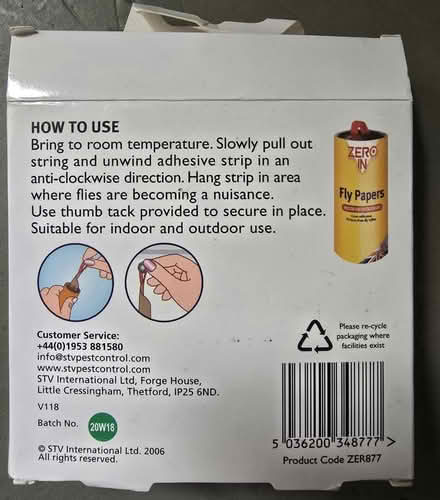 HOW TO USE
Bring to room temperature. Slowly pull out
string and unwind adhesive strip in an
anti-clockwise direction. Hang strip in area
where flies are becoming a nuisance.
Use thumb tack provided to secure in place.
Suitable for indoor and outdoor use.
ZERO
IN
Fly Papers
Customer Service:
+44(0)1953 881580
info@stvpestcontrol.com
www.stvpestcontrol.com
STV International Ltd, Forge House,
Little Cressingham, Thetford, IP25 6ND.
V118
Batch No. 20W18
© STV International Ltd. 2006
All rights reserved.
Please re-cycle
packaging where
facilities exist
5 036200 348777 >
Product Code ZER877